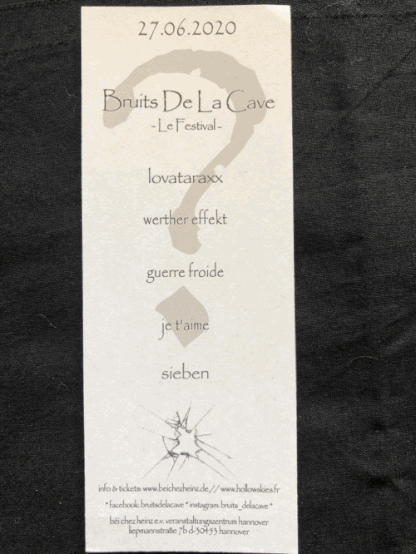 27.06.2020
Bruits De La Cave
- Le Festival -
lovataraxx
werther effekt
guerre froide
je t'aime
sieben
info & tickets: www.beichezheinz.de // www.hollowskies.fr
* facebook: bruitsdelacave * instagram: bruits_delacave *
béi chez heinz e.v. veranstaltungszentrum hannover
liepmannstraße 7b d-30453 hannover